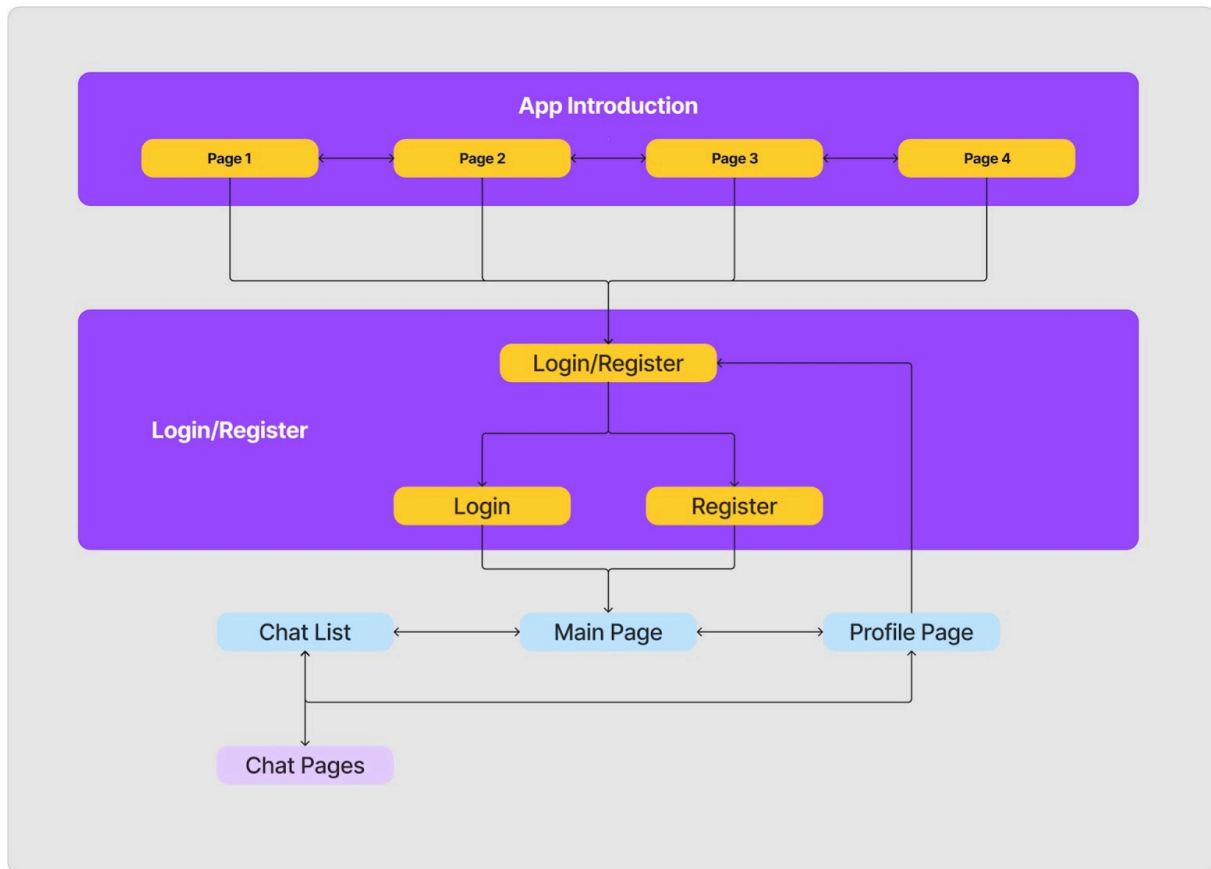 App Introduction
Page 1
Page 2
Page 3
Page 4
Login/Register
Login/Register
Login
Register
Chat List
Main Page
Profile Page
Chat Pages